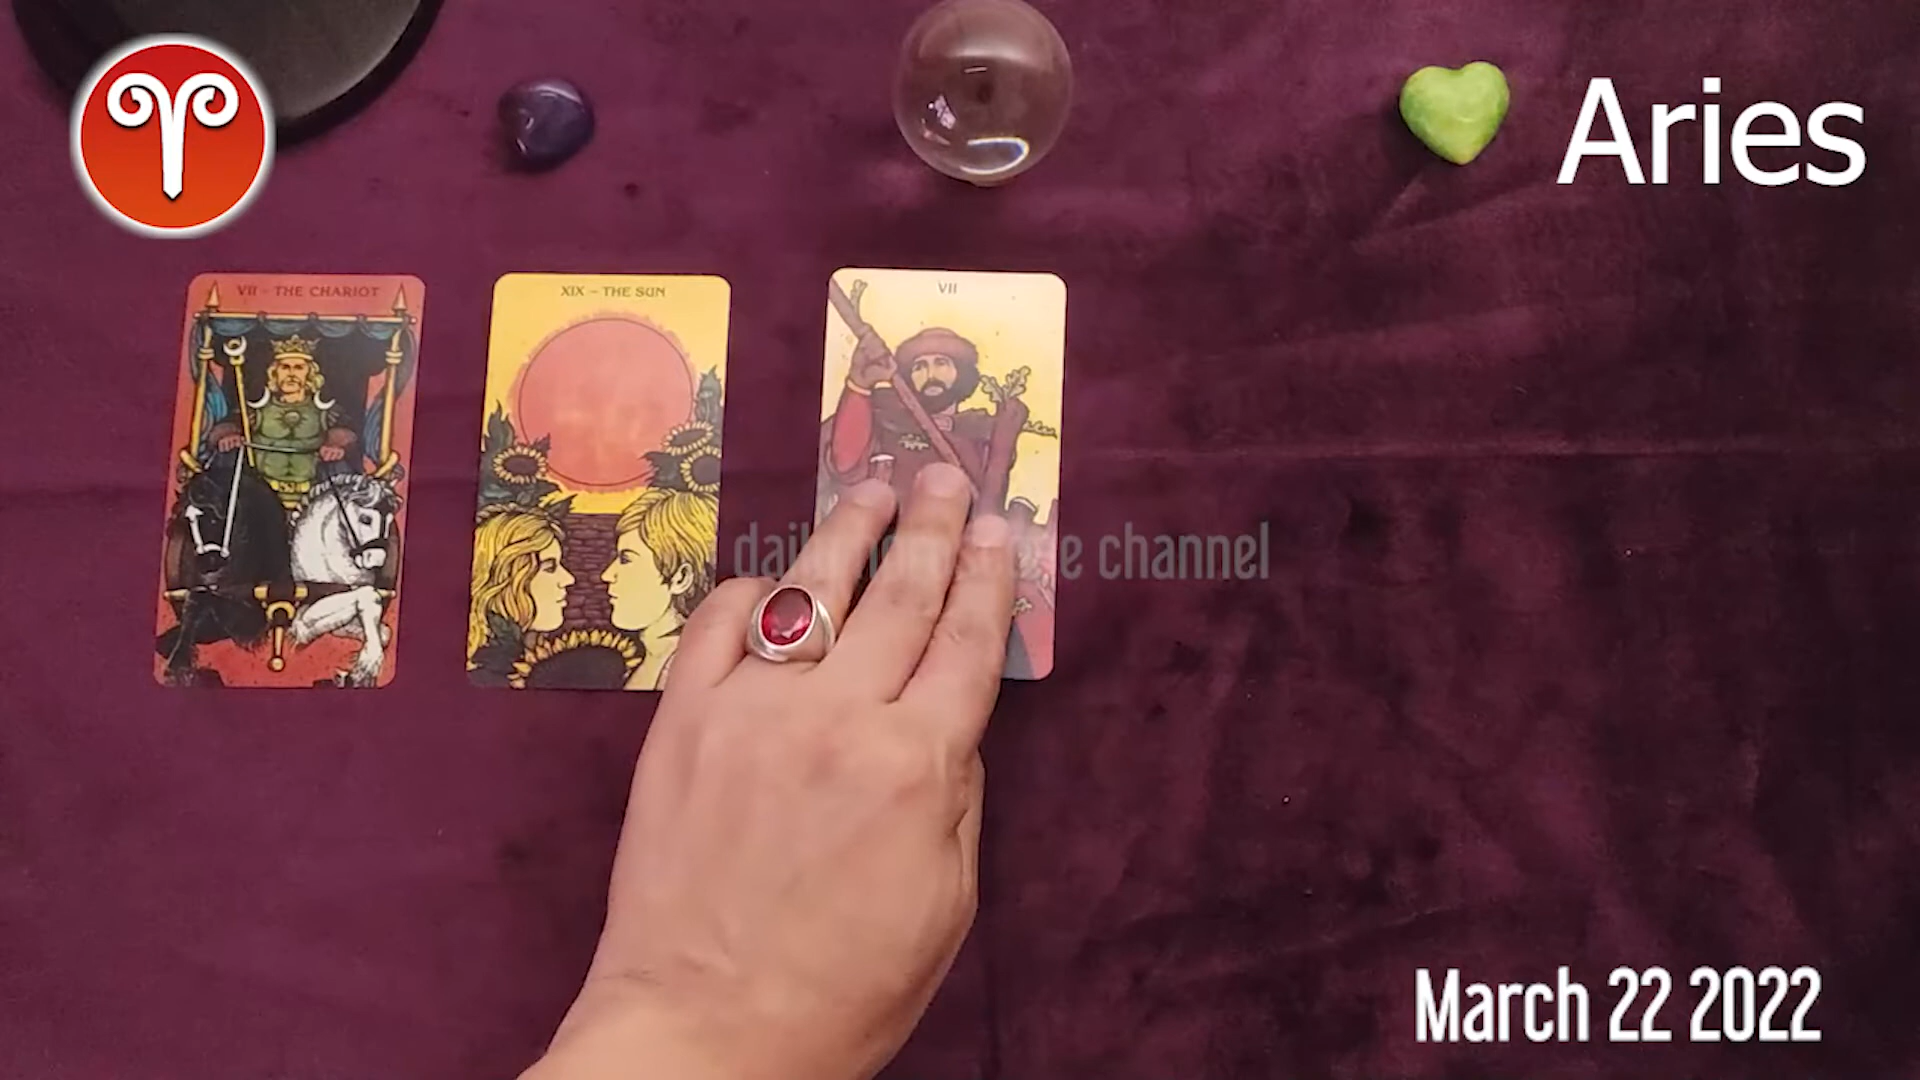 Aries
VII - THE CHARIOT
XIX - THE SUN
VII
channel
March 22 2022